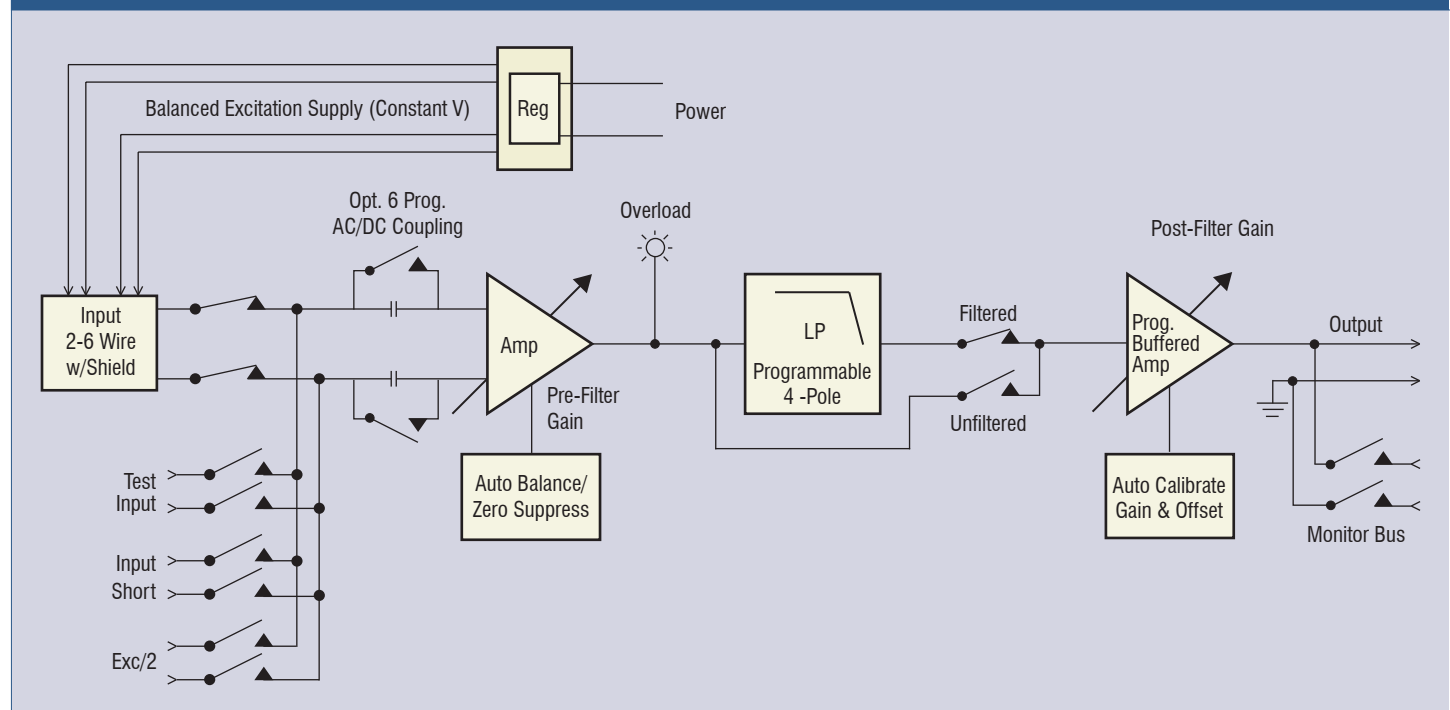 Balanced Excitation Supply (Constant V)
Reg
Power
Opt. 6 Prog.
AC/DC Coupling
Overload
Post-Filter Gain
Input
2-6 Wire
w/Shield
Amp
Pre-Filter
Gain
LP
Programmable
4 -Pole
Filtered
Unfiltered
Prog.
Buffered
Amp
Output
Auto Balance/
Zero Suppress
Auto Calibrate
Gain & Offset
Monitor Bus
Test
Input
Input
Short
Exc/2